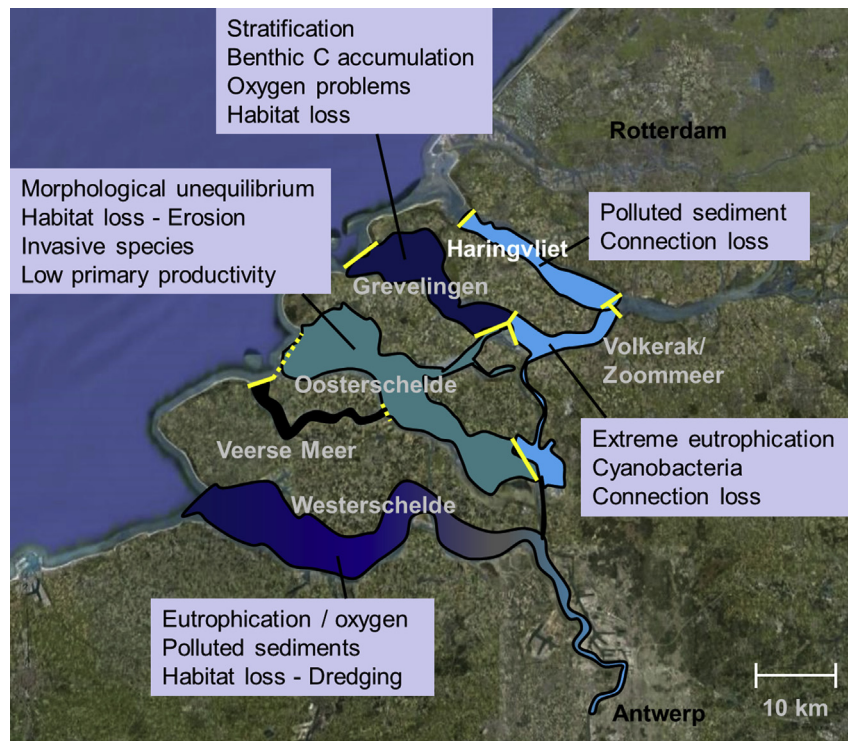 Stratification
Benthic C accumulation
Oxygen problems
Habitat loss
Rotterdam
Morphological unequilibrium
Habitat loss - Erosion
Invasive species
Low primary productivity
Polluted sediment
Connection loss
Haringvliet
Grevelingen
Volkerak/
Zoommeer
Oosterschelde
Veerse Meer
Extreme eutrophication
Cyanobacteria
Connection loss
Westerschelde
Eutrophication / oxygen
Polluted sediments
Habitat loss - Dredging
10 km
Antwerp